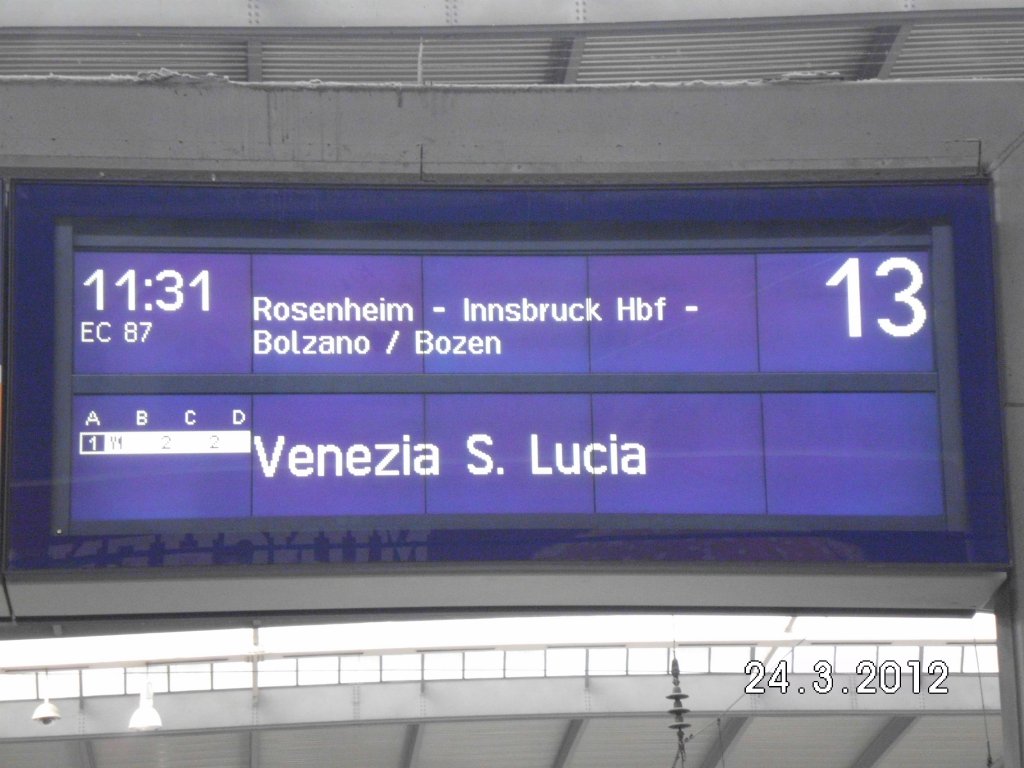 11:31
EC 87
Rosenheim - Innsbruck Hbf -
Bolzano / Bozen
13
A B C D
1 2 2
Venezia S. Lucia
24.3.2012